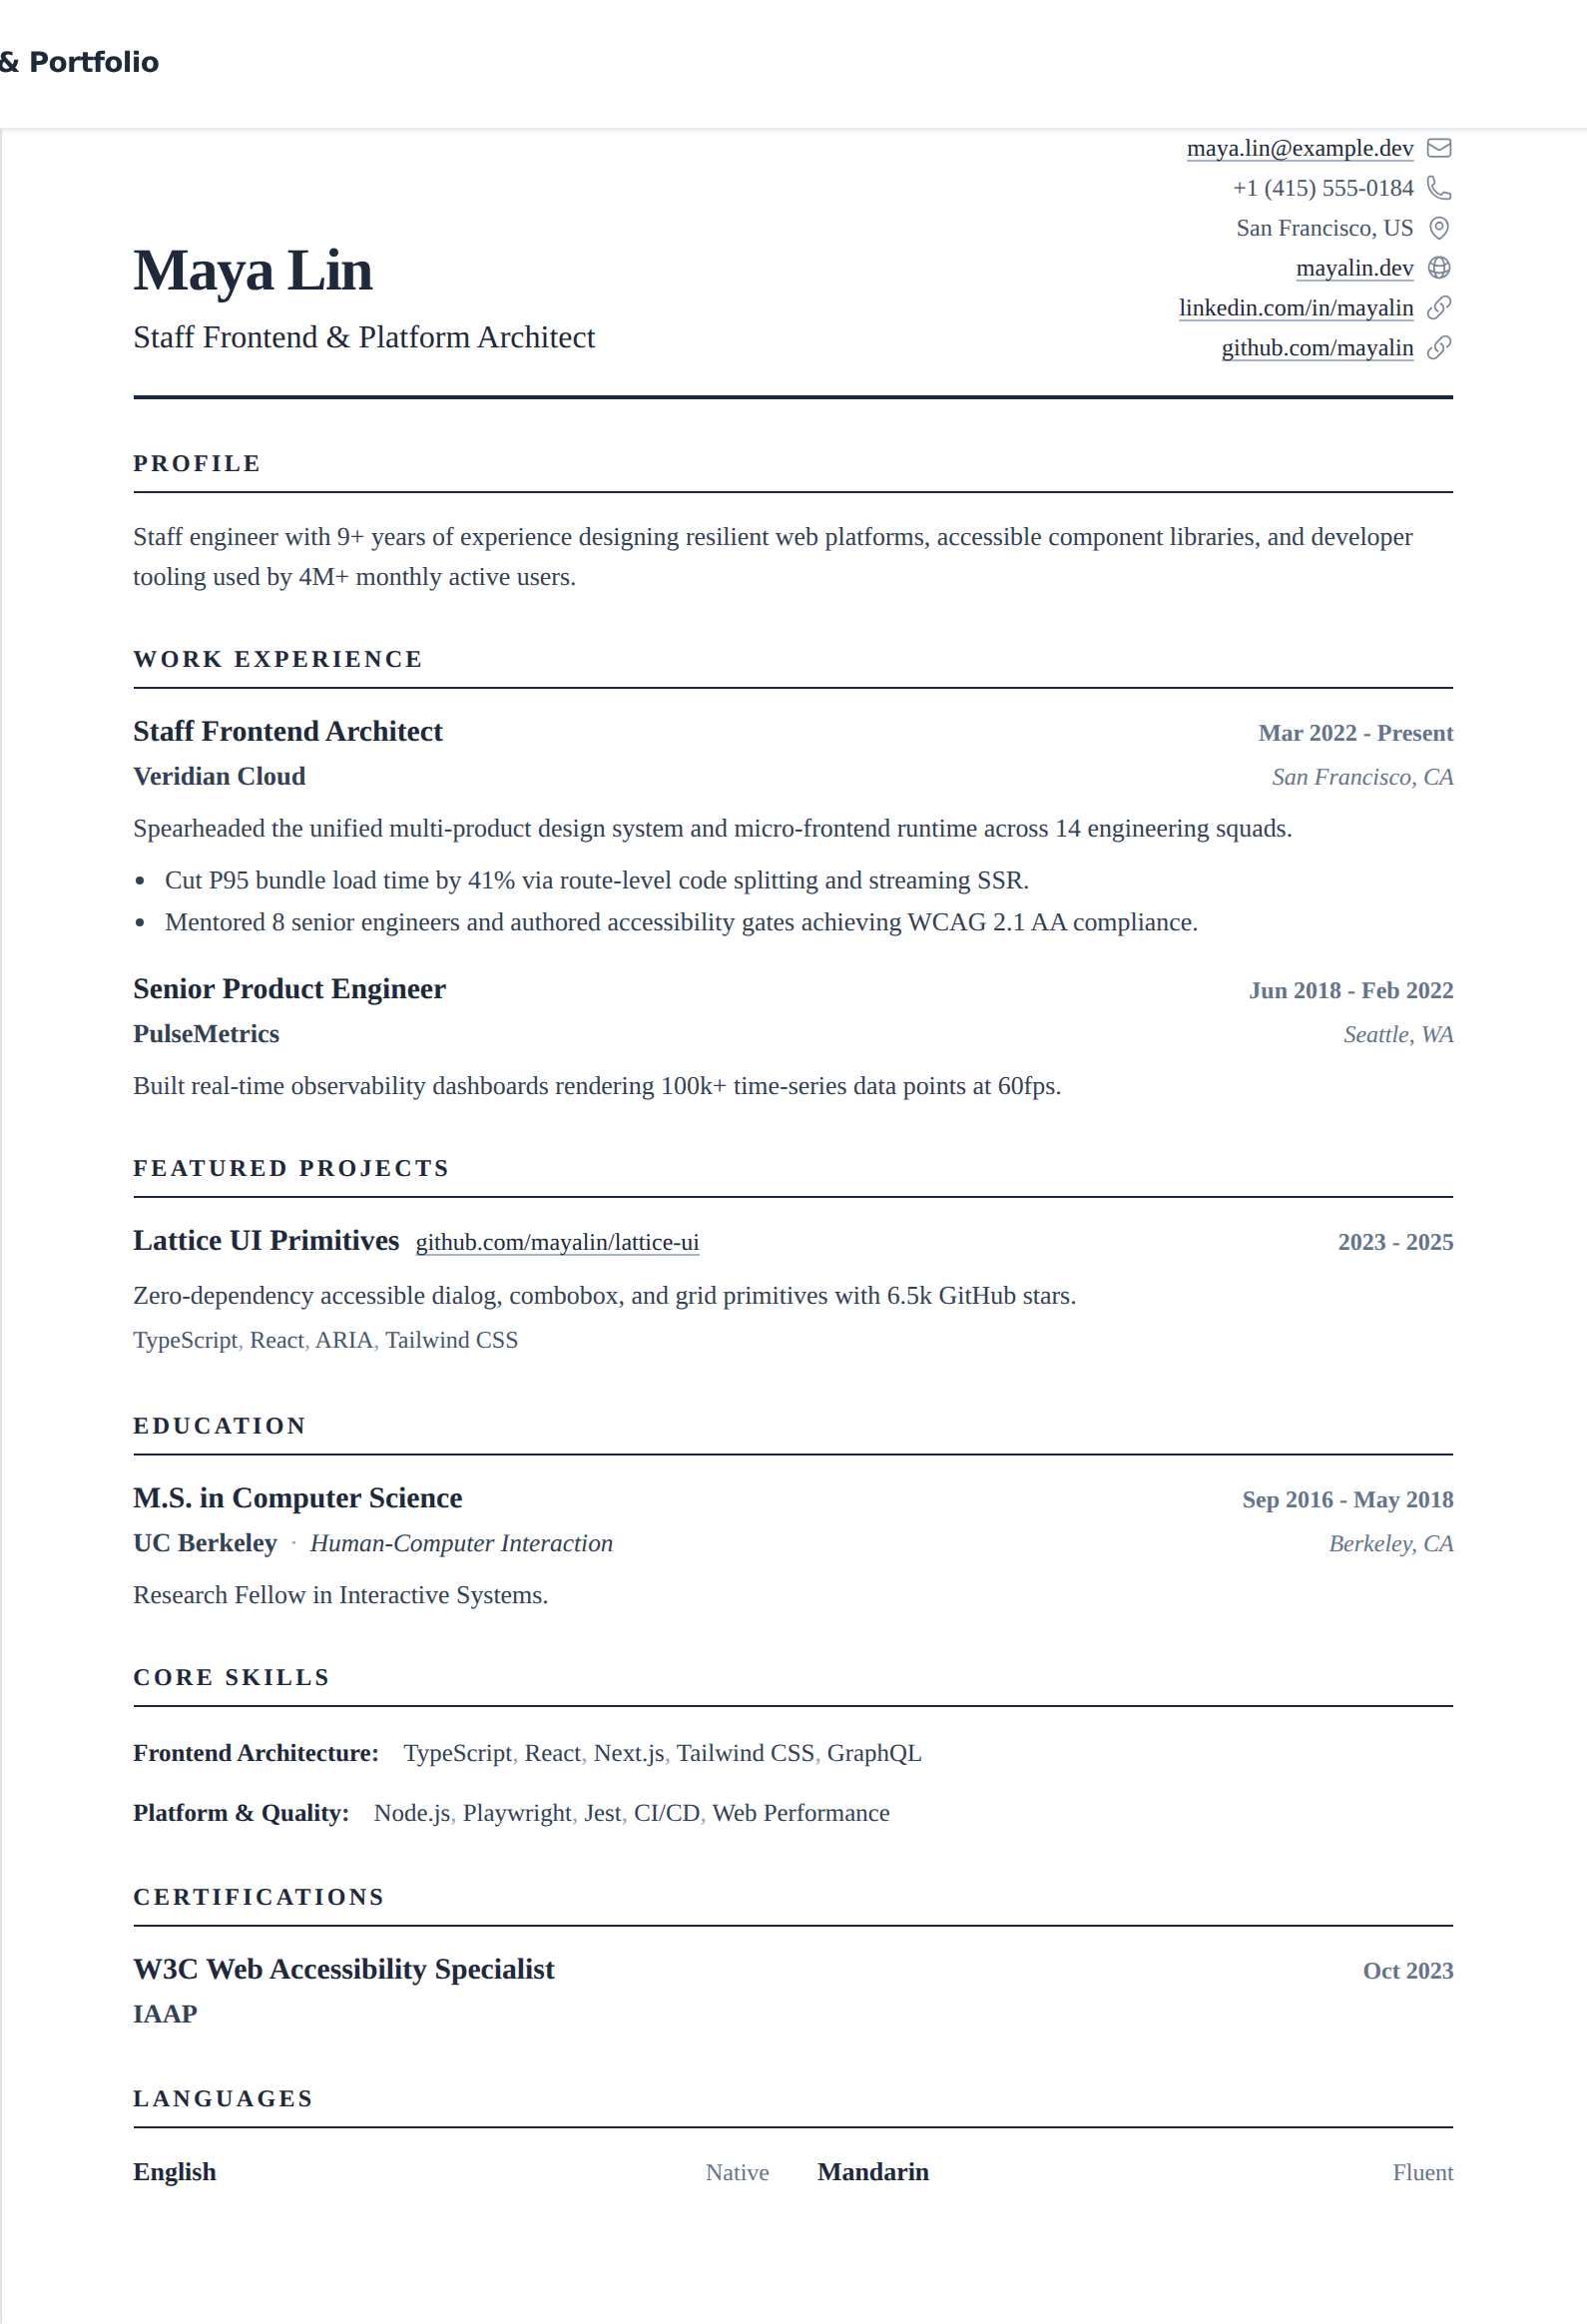 & Portfolio
maya.lin@example.dev
+1 (415) 555-0184
San Francisco, US
mayalin.dev
linkedin.com/in/mayalin
github.com/mayalin
Maya Lin
Staff Frontend & Platform Architect
PROFILE
Staff engineer with 9+ years of experience designing resilient web platforms, accessible component libraries, and developer
tooling used by 4M+ monthly active users.
WORK EXPERIENCE
Staff Frontend Architect Mar 2022 - Present
Veridian Cloud San Francisco, CA
Spearheaded the unified multi-product design system and micro-frontend runtime across 14 engineering squads.
• Cut P95 bundle load time by 41% via route-level code splitting and streaming SSR.
• Mentored 8 senior engineers and authored accessibility gates achieving WCAG 2.1 AA compliance.
Senior Product Engineer Jun 2018 - Feb 2022
PulseMetrics Seattle, WA
Built real-time observability dashboards rendering 100k+ time-series data points at 60fps.
FEATURED PROJECTS
Lattice UI Primitives github.com/mayalin/lattice-ui 2023 - 2025
Zero-dependency accessible dialog, combobox, and grid primitives with 6.5k GitHub stars.
TypeScript, React, ARIA, Tailwind CSS
EDUCATION
M.S. in Computer Science Sep 2016 - May 2018
UC Berkeley · Human-Computer Interaction Berkeley, CA
Research Fellow in Interactive Systems.
CORE SKILLS
Frontend Architecture: TypeScript, React, Next.js, Tailwind CSS, GraphQL
Platform & Quality: Node.js, Playwright, Jest, CI/CD, Web Performance
CERTIFICATIONS
W3C Web Accessibility Specialist Oct 2023
IAAP
LANGUAGES
English Native Mandarin Fluent